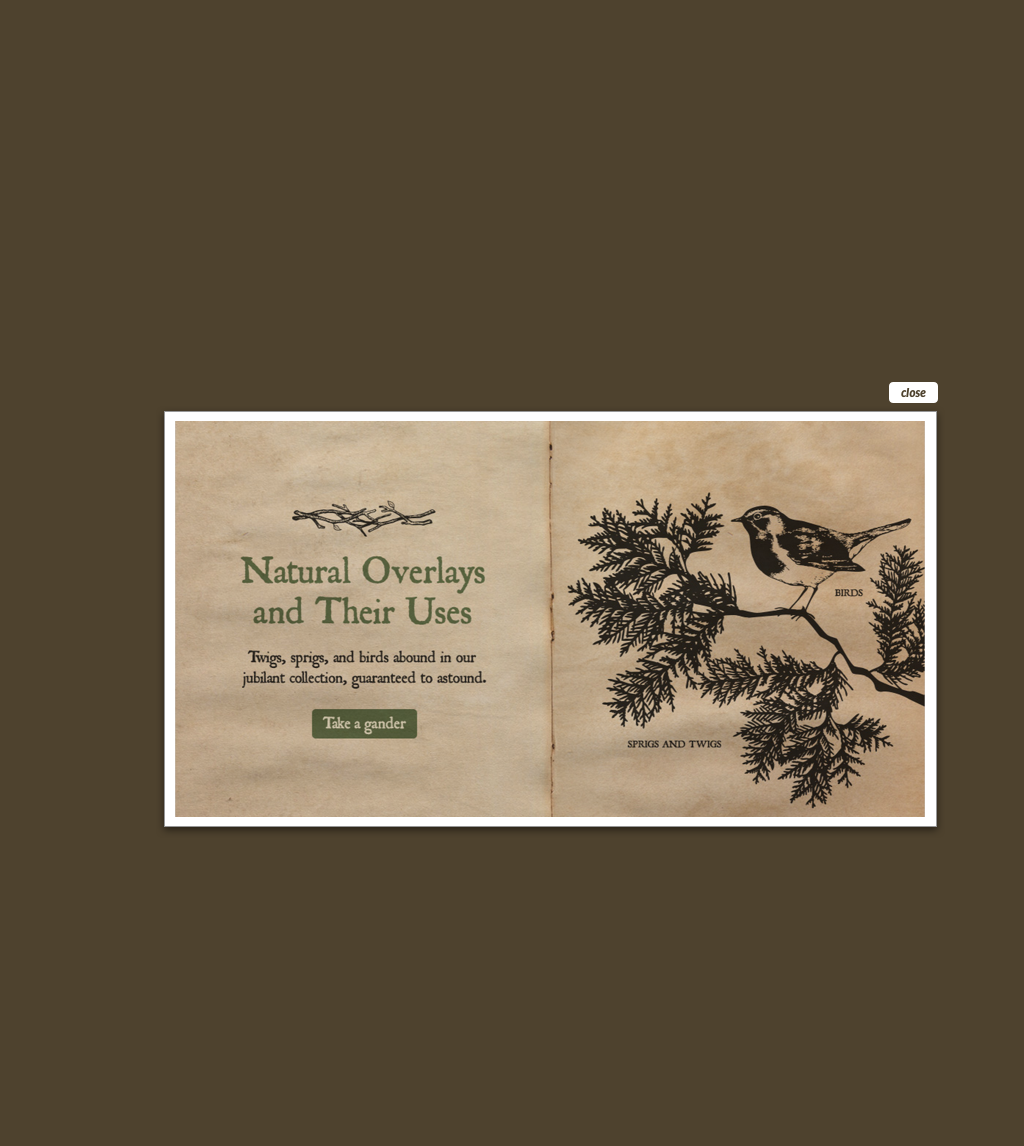 close
Natural Overlays
and Their Uses
Twigs, sprigs, and birds abound in our
jubilant collection, guaranteed to astound.
Take a gander
BIRDS
SPRIGS AND TWIGS